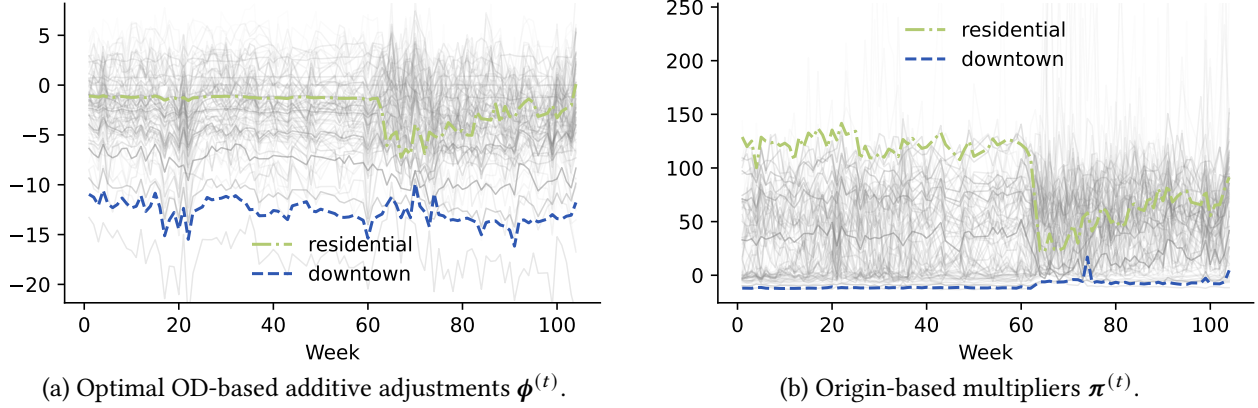 5
0
−5
−10
−15
−20
residential
downtown
0 20 40 60 80 100
Week
(a) Optimal OD-based additive adjustments ϕ(t).
250
200
150
100
50
0
residential
downtown
0 20 40 60 80 100
Week
(b) Origin-based multipliers π(t).